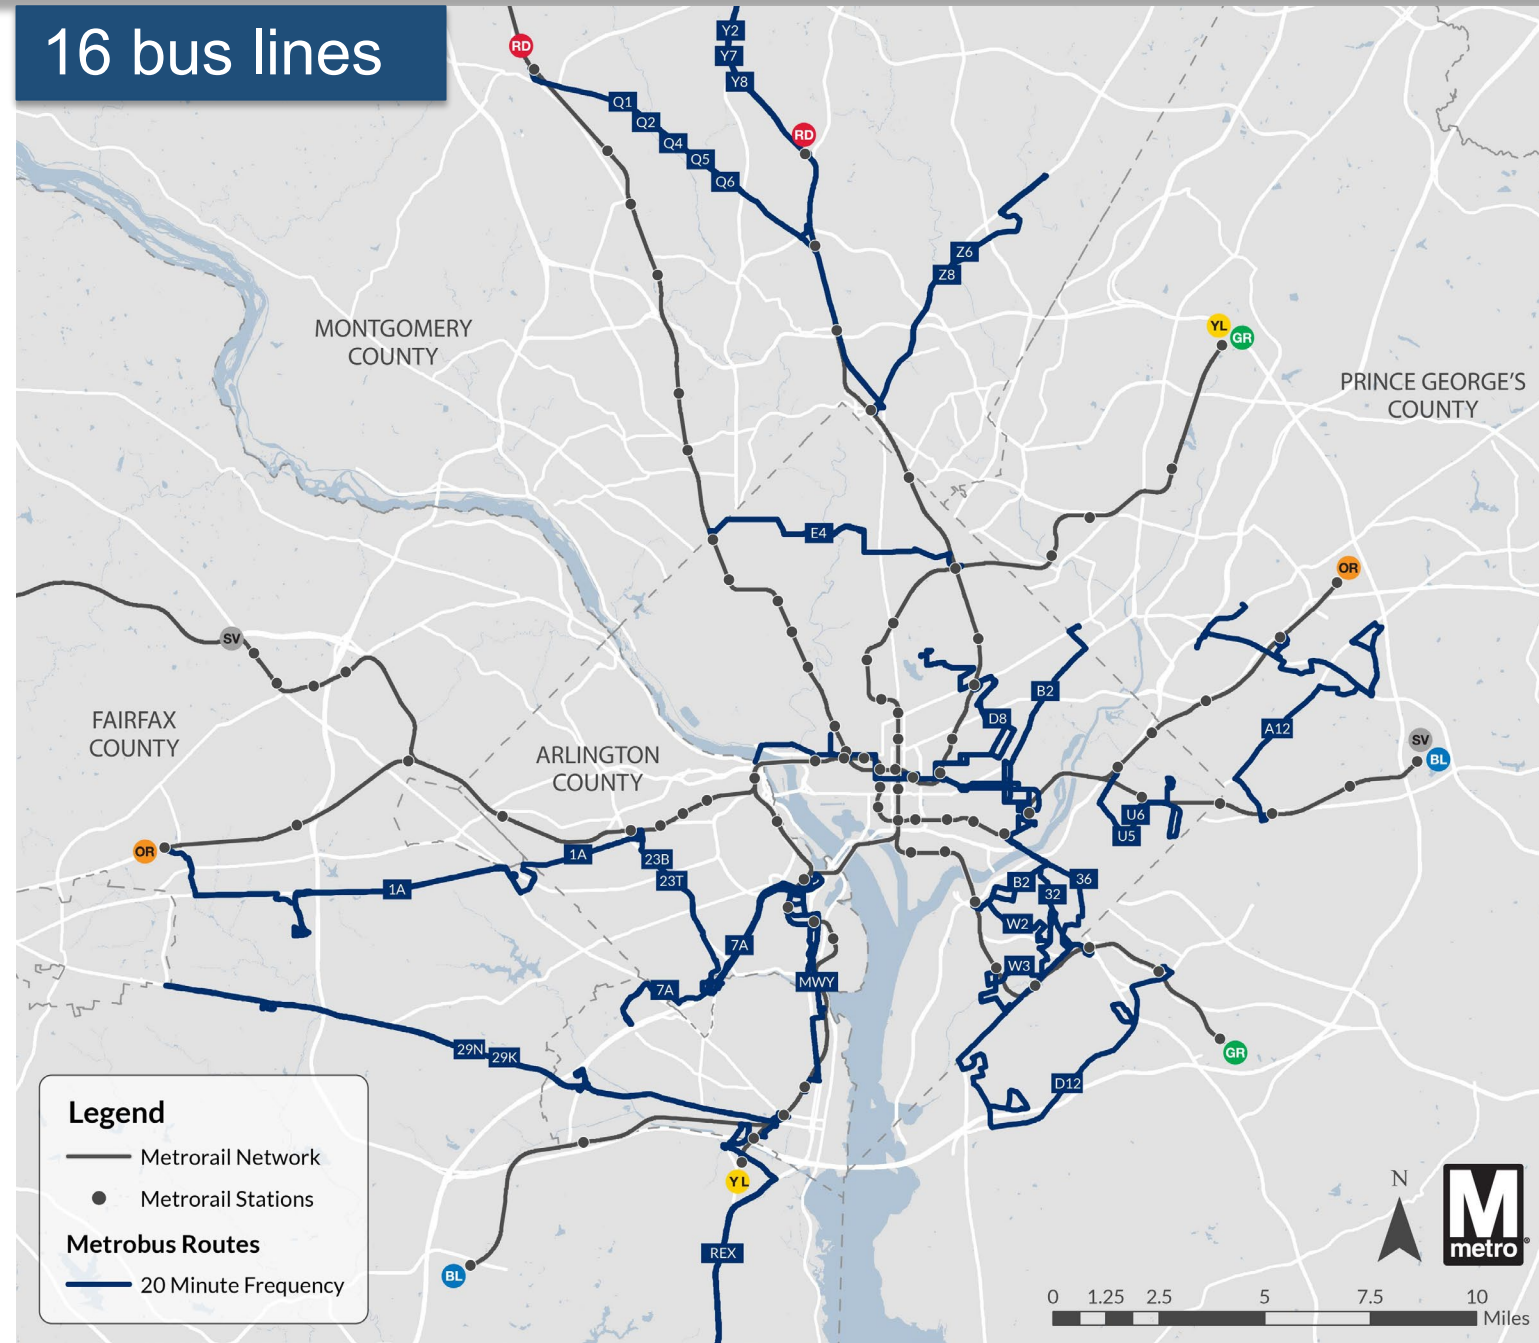 16 bus lines
RD
Y2
Y7
Y8
RD
Q1
Q2
Q4
Q5
Q6
Z6
Z8
MONTGOMERY
COUNTY
YL
GR
PRINCE GEORGE'S
COUNTY
E4
OR
SV
B2
D8
A12
FAIRFAX
COUNTY
ARLINGTON
COUNTY
SV
BL
U6
U5
OR
1A
23B
23T
1A
B2
36
32
W2
7A
W3
MWY
7A
29N
29K
GR
D12
YL
REX
BL
Legend
Metrorail Network
Metrorail Stations
Metrobus Routes
20 Minute Frequency
N
M
metro®
0 1.25 2.5 5 7.5 10
Miles